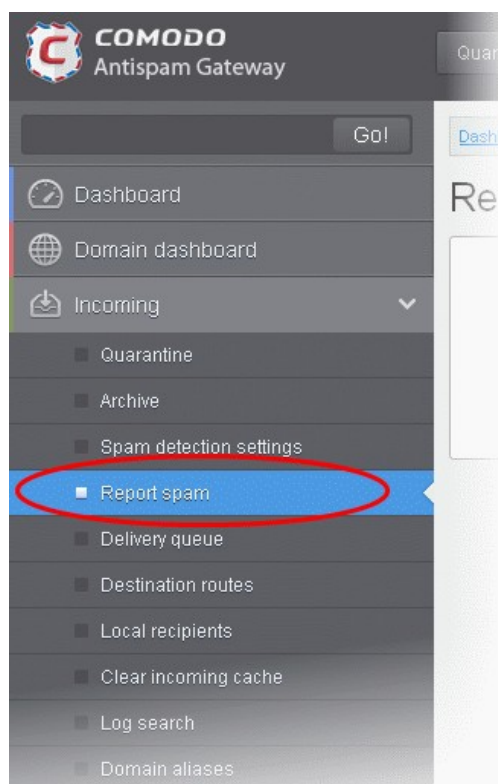 COMODO
Antispam Gateway
Quar
Go!
Dash
Dashboard
Re
Domain dashboard
Incoming
Quarantine
Archive
Spam detection settings
Report spam
Delivery queue
Destination routes
Local recipients
Clear incoming cache
Log search
Domain aliases